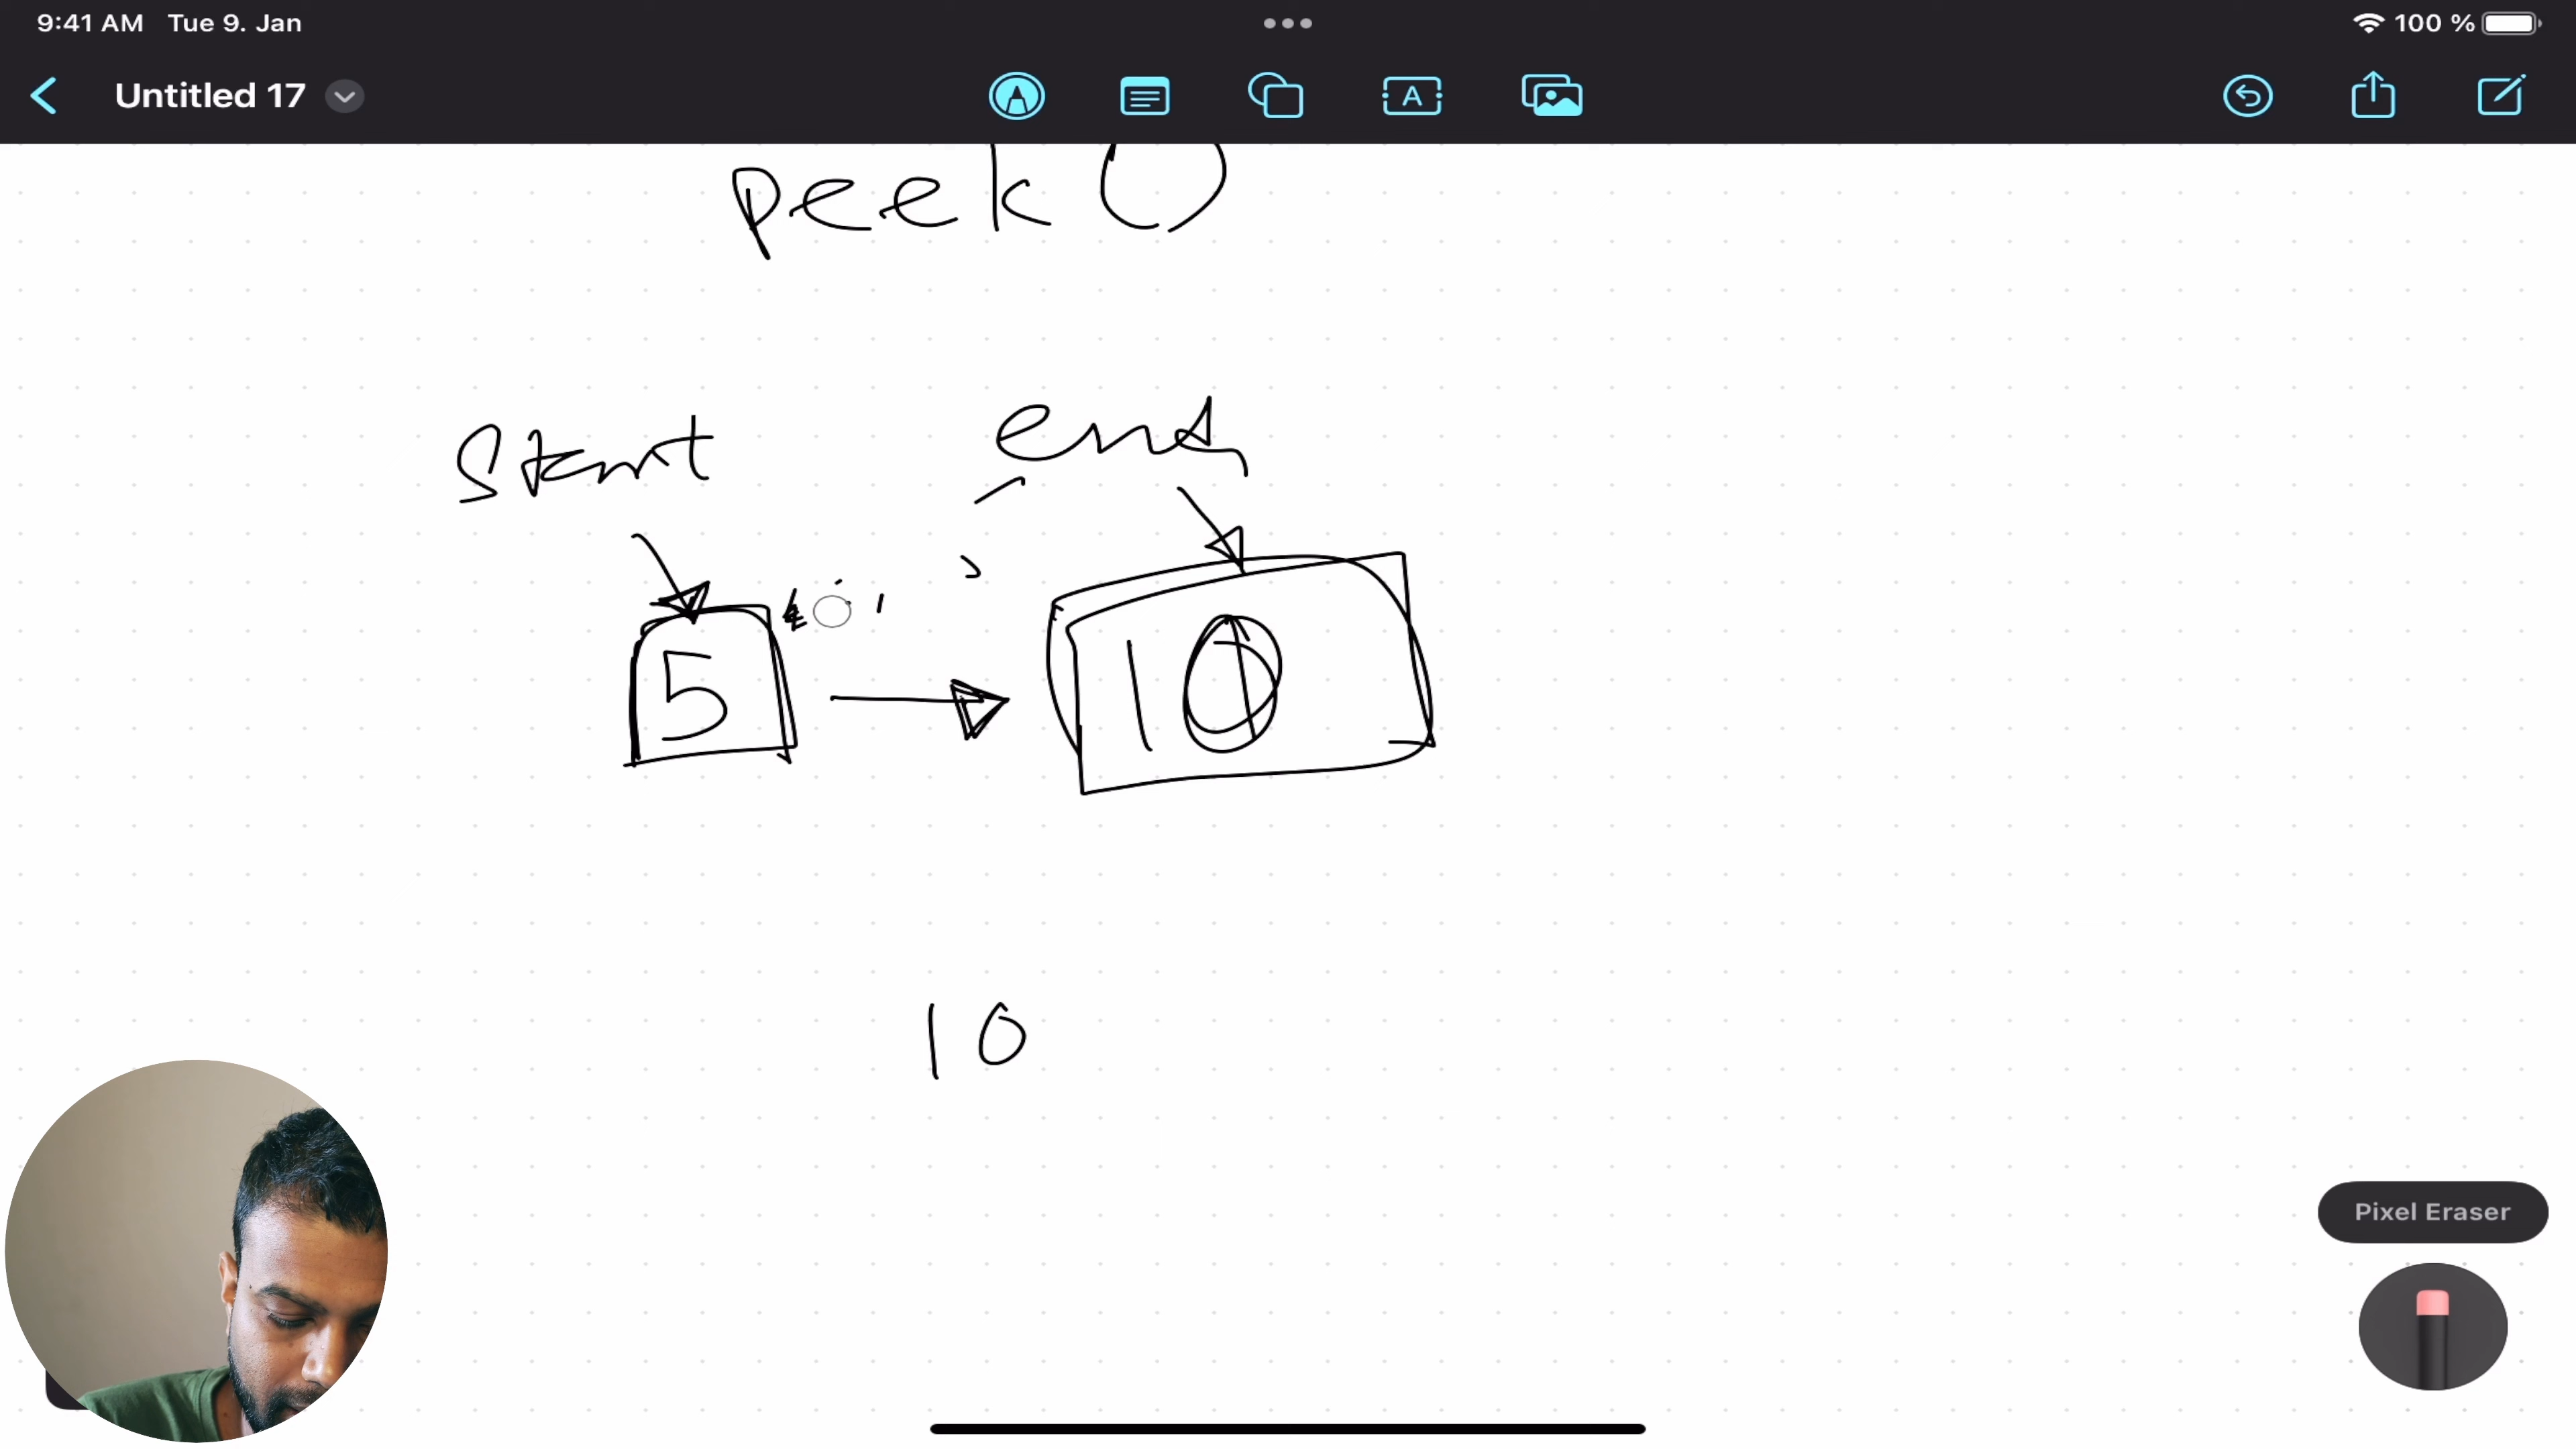 9:41 AM Tue 9. Jan 100 %
Untitled 17
A
peek ()
Start end
5 10
10
Pixel Eraser